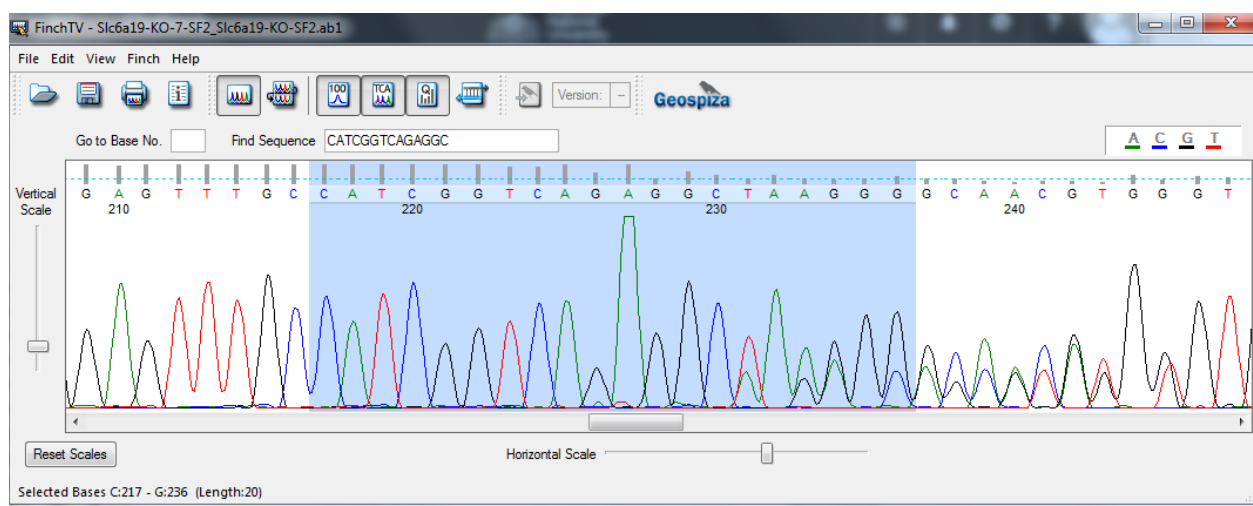 FinchTV - Slc6a19-KO-7-SF2_Slc6a19-KO-SF2.ab1
File Edit View Finch Help
100 TCA Q Version: -- Geospiza
Go to Base No. Find Sequence CATCGGTCAGAGGC A C G T
Vertical Scale
G A G T T T G C C A T C G G T C A G A G G C T A A G G G G C A A C G T G G G T
210 220 230 240
Reset Scales Horizontal Scale
Selected Bases C:217 - G:236 (Length:20)